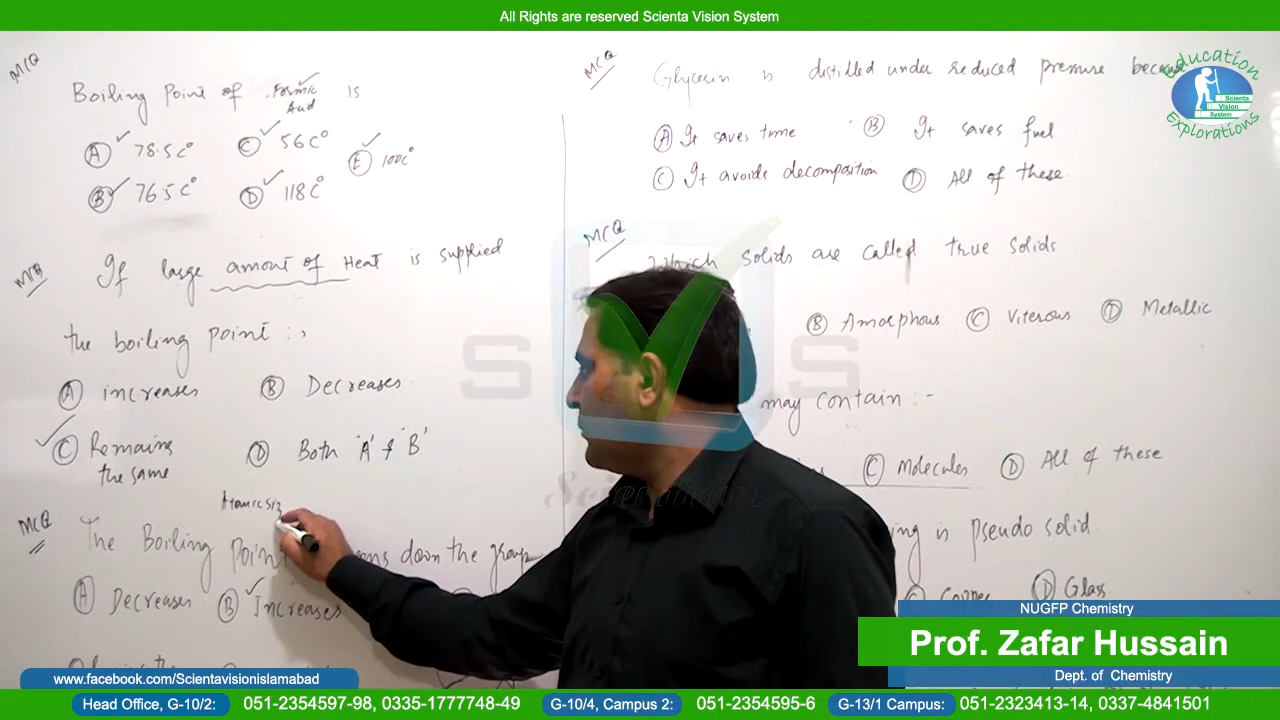 All Rights are reserved Scienta Vision System
MCQ
Boiling Point of Formic Acid is
A 78.5C° C 56C° E 100C°
B 76.5C° D 118C°
MCQ
If large amount of Heat is supplied
the boiling point :,
A increases B Decreases
C Remains the same D Both 'A' & 'B'
Atomic siz
MCQ
The Boiling Point down the group
A Decreases B Increases
MCQ
Glycerin is distilled under reduced pressure because
A It saves time B It saves fuel
C It avoids decomposition D All of these
MCQ
Which solids are called true solids
B Amorphous C Viterous D Metallic
may contain :-
C Molecules D All of these
is pseudo solid.
C Copper D Glass
Education
Scienta
Vision
System
Explorations
SVS
NUGFP Chemistry
Prof. Zafar Hussain
Dept. of Chemistry
www.facebook.com/Scientavisionislamabad
Head Office, G-10/2: 051-2354597-98, 0335-1777748-49 G-10/4, Campus 2: 051-2354595-6 G-13/1 Campus: 051-2323413-14, 0337-4841501